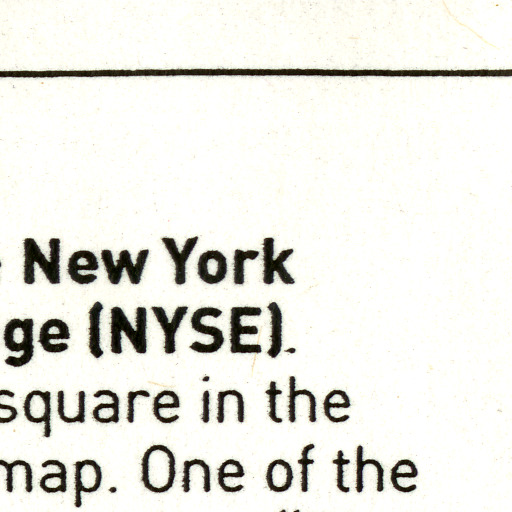 New York
ge (NYSE).
square in the
map. One of the